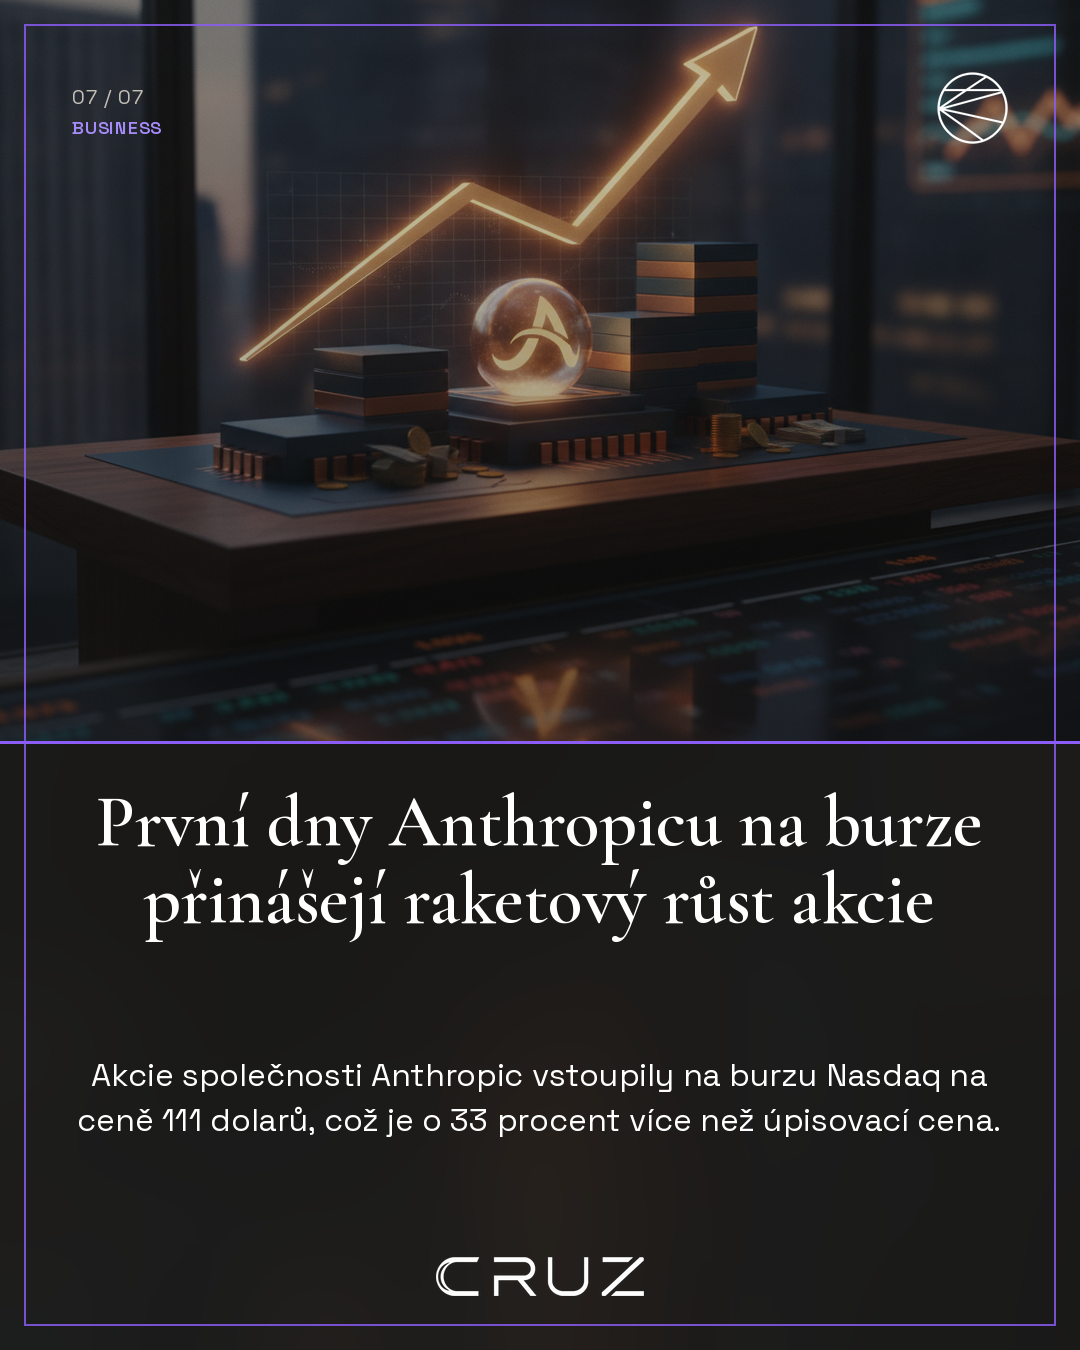 07 / 07
BUSINESS
První dny Anthropicu na burze
přinášejí raketový růst akcie
Akcie společnosti Anthropic vstoupily na burzu Nasdaq na
ceně 111 dolarů, což je o 33 procent více než úpisovací cena.
CRUZ